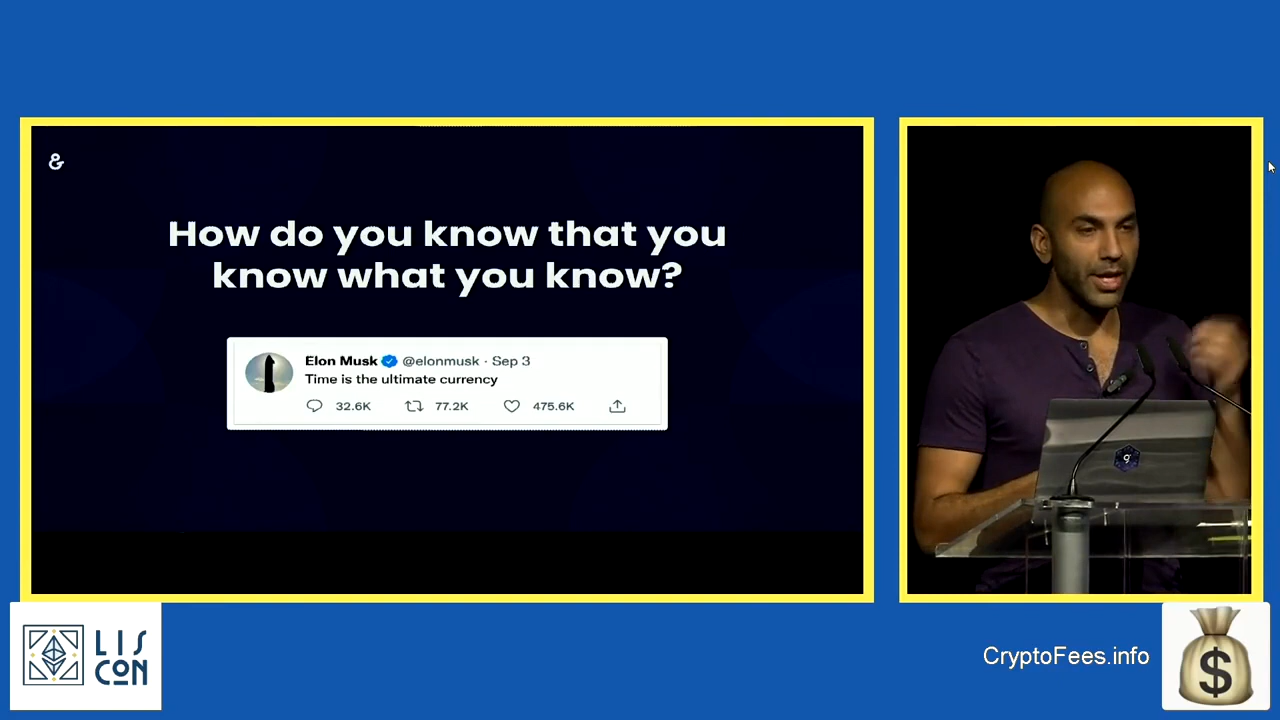 &
How do you know that you
know what you know?
Elon Musk @elonmusk · Sep 3
Time is the ultimate currency
32.6K 77.2K 475.6K
9
LIS
CON
CryptoFees.info
$